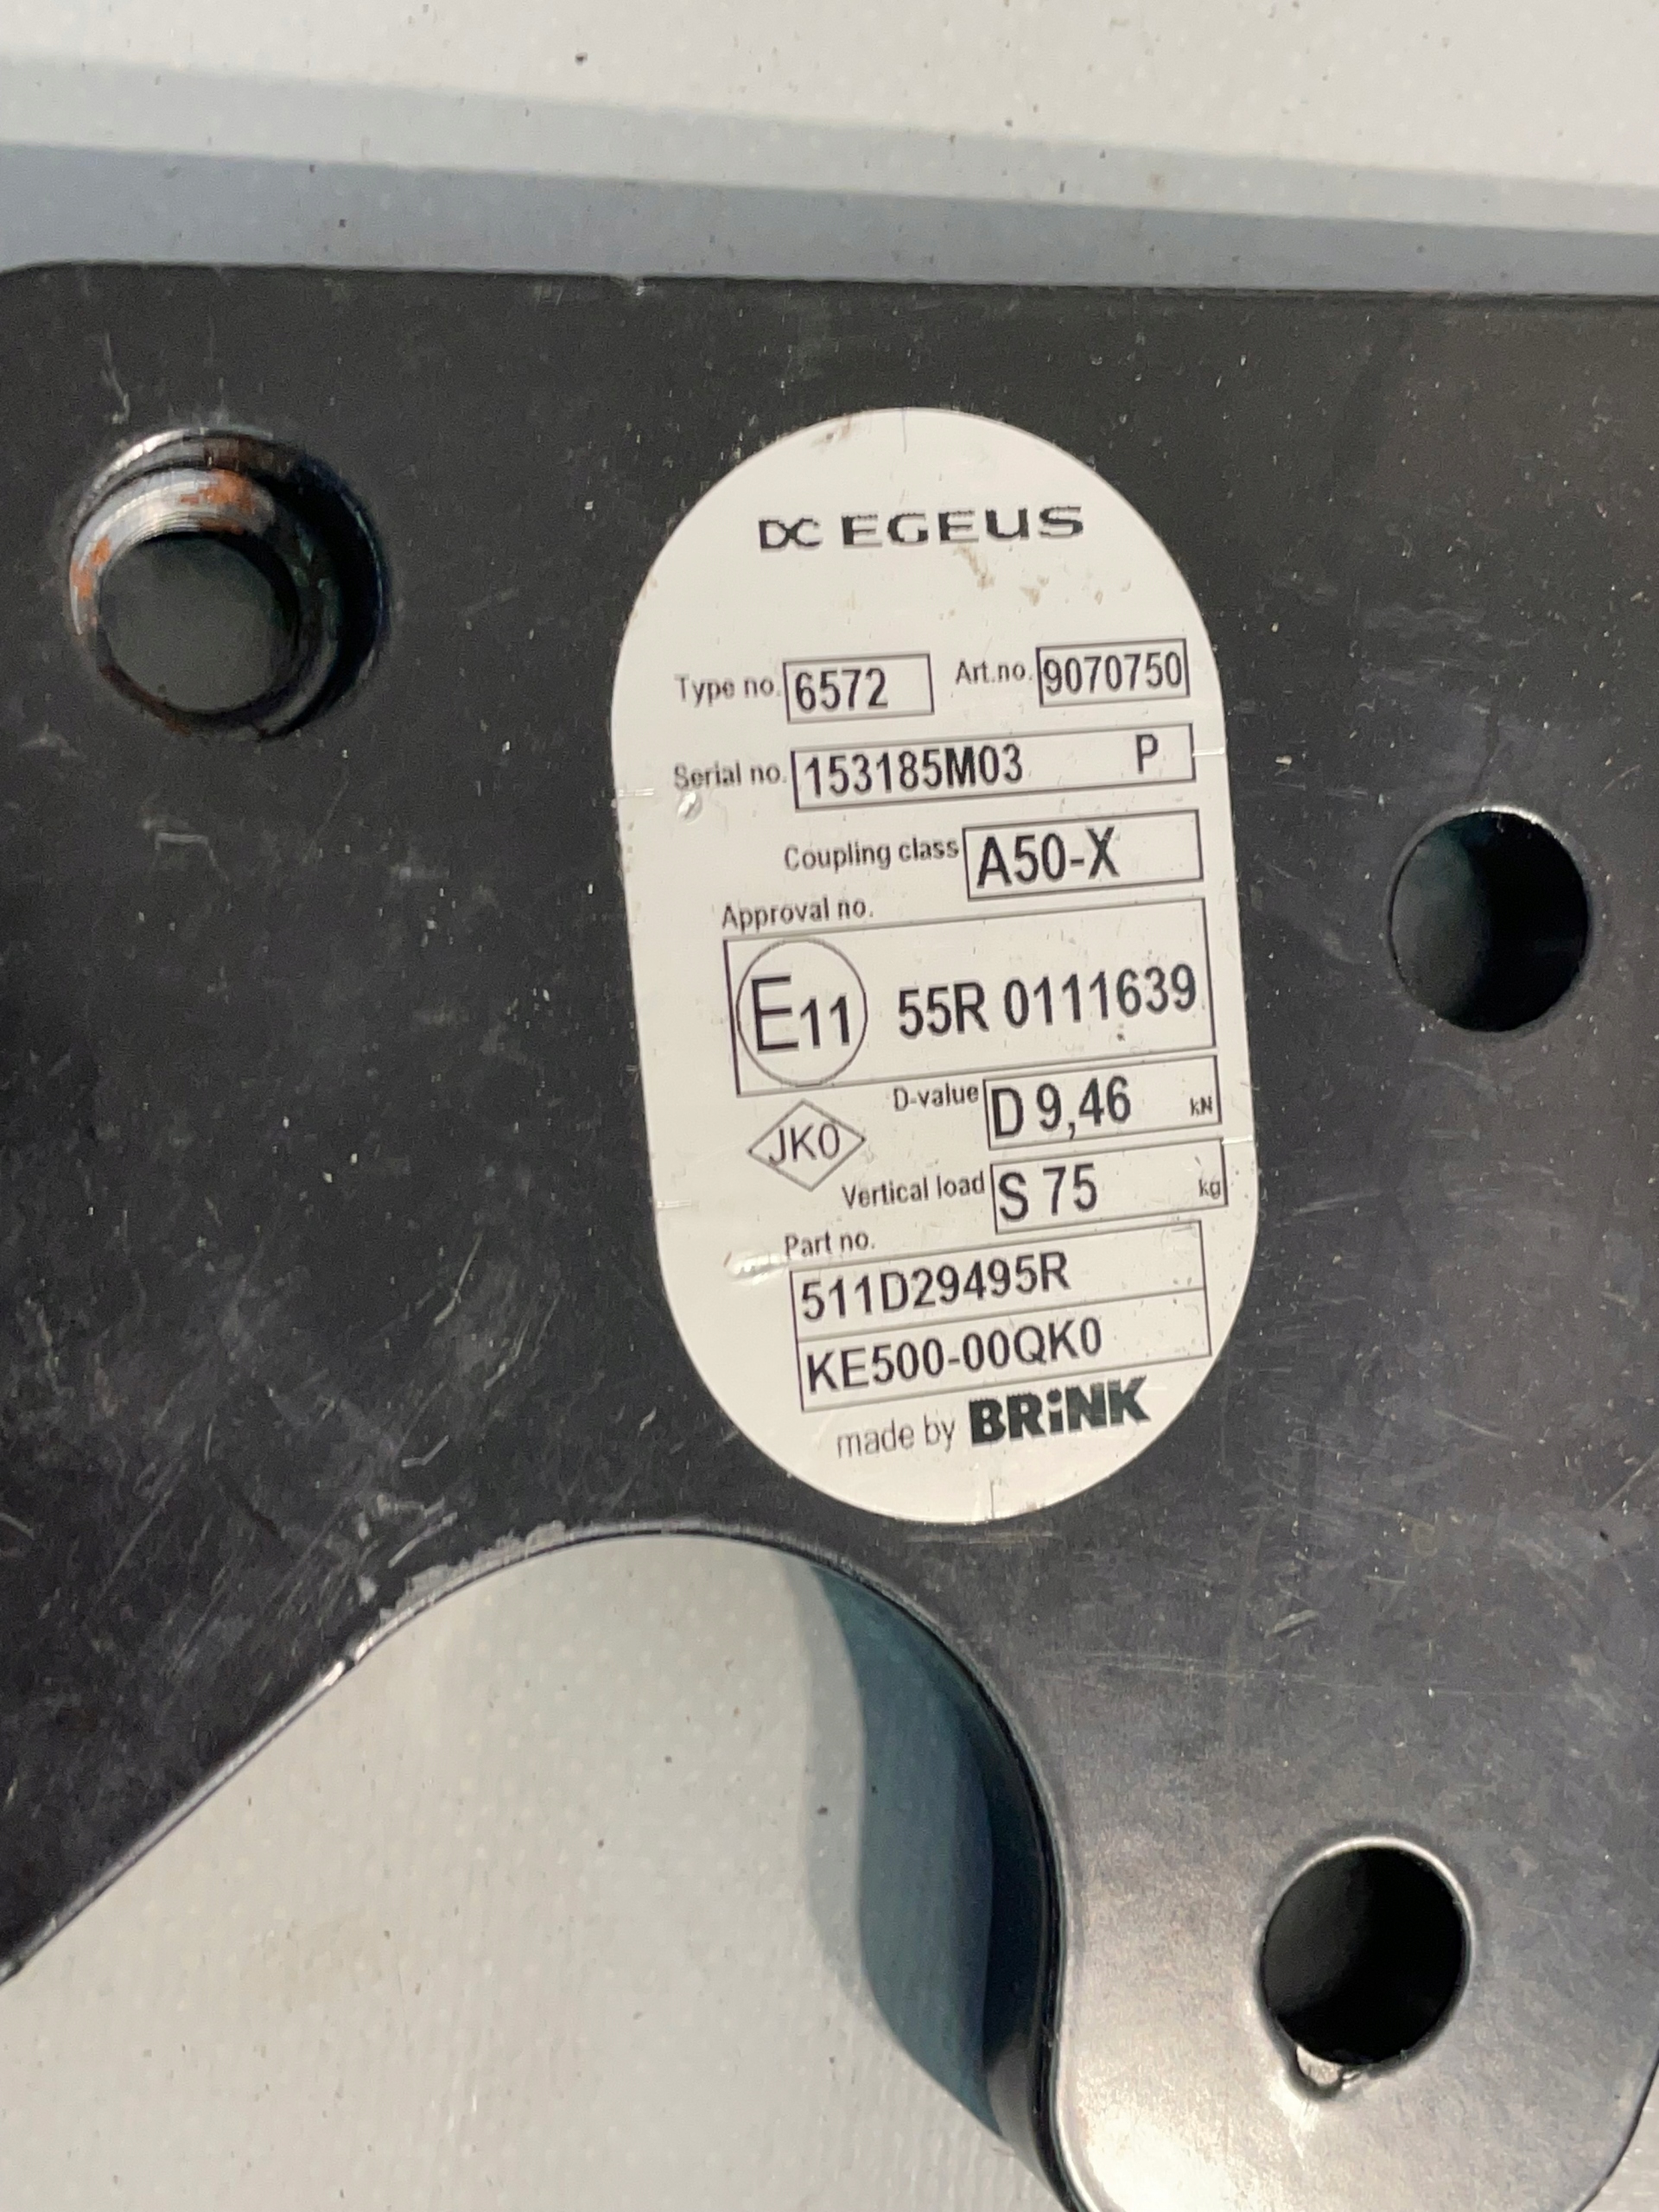 DC EGEUS
Type no. 6572 Art.no. 9070750
Serial no. 153185M03 P
Coupling class A50-X
Approval no.
E11 55R 0111639
D-value D 9,46 kN
JKO
Vertical load S 75 kg
Part no.
511D29495R
KE500-00QK0
made by BRiNK